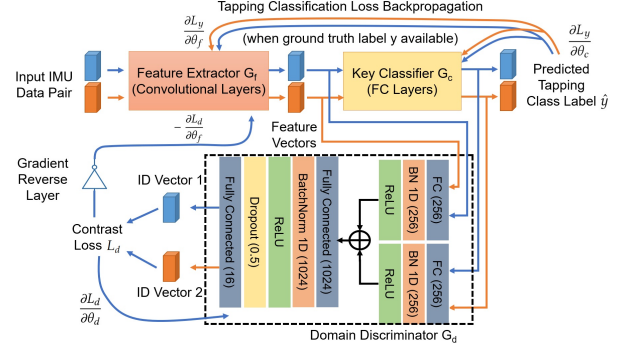 Tapping Classification Loss Backpropagation
∂L_y
∂θ_f
(when ground truth label y available)
∂L_y
∂θ_c
Input IMU
Data Pair
Feature Extractor G_f
(Convolutional Layers)
Key Classifier G_c
(FC Layers)
Predicted
Tapping
Class Label ŷ
− ∂L_d
∂θ_f
Feature
Vectors
Gradient
Reverse
Layer
ID Vector 1
Contrast
Loss L_d
ID Vector 2
∂L_d
∂θ_d
Fully Connected (16)
Dropout (0.5)
ReLU
BatchNorm 1D (1024)
Fully Connected (1024)
ReLU
BN 1D (256)
FC (256)
ReLU
BN 1D (256)
FC (256)
Domain Discriminator G_d